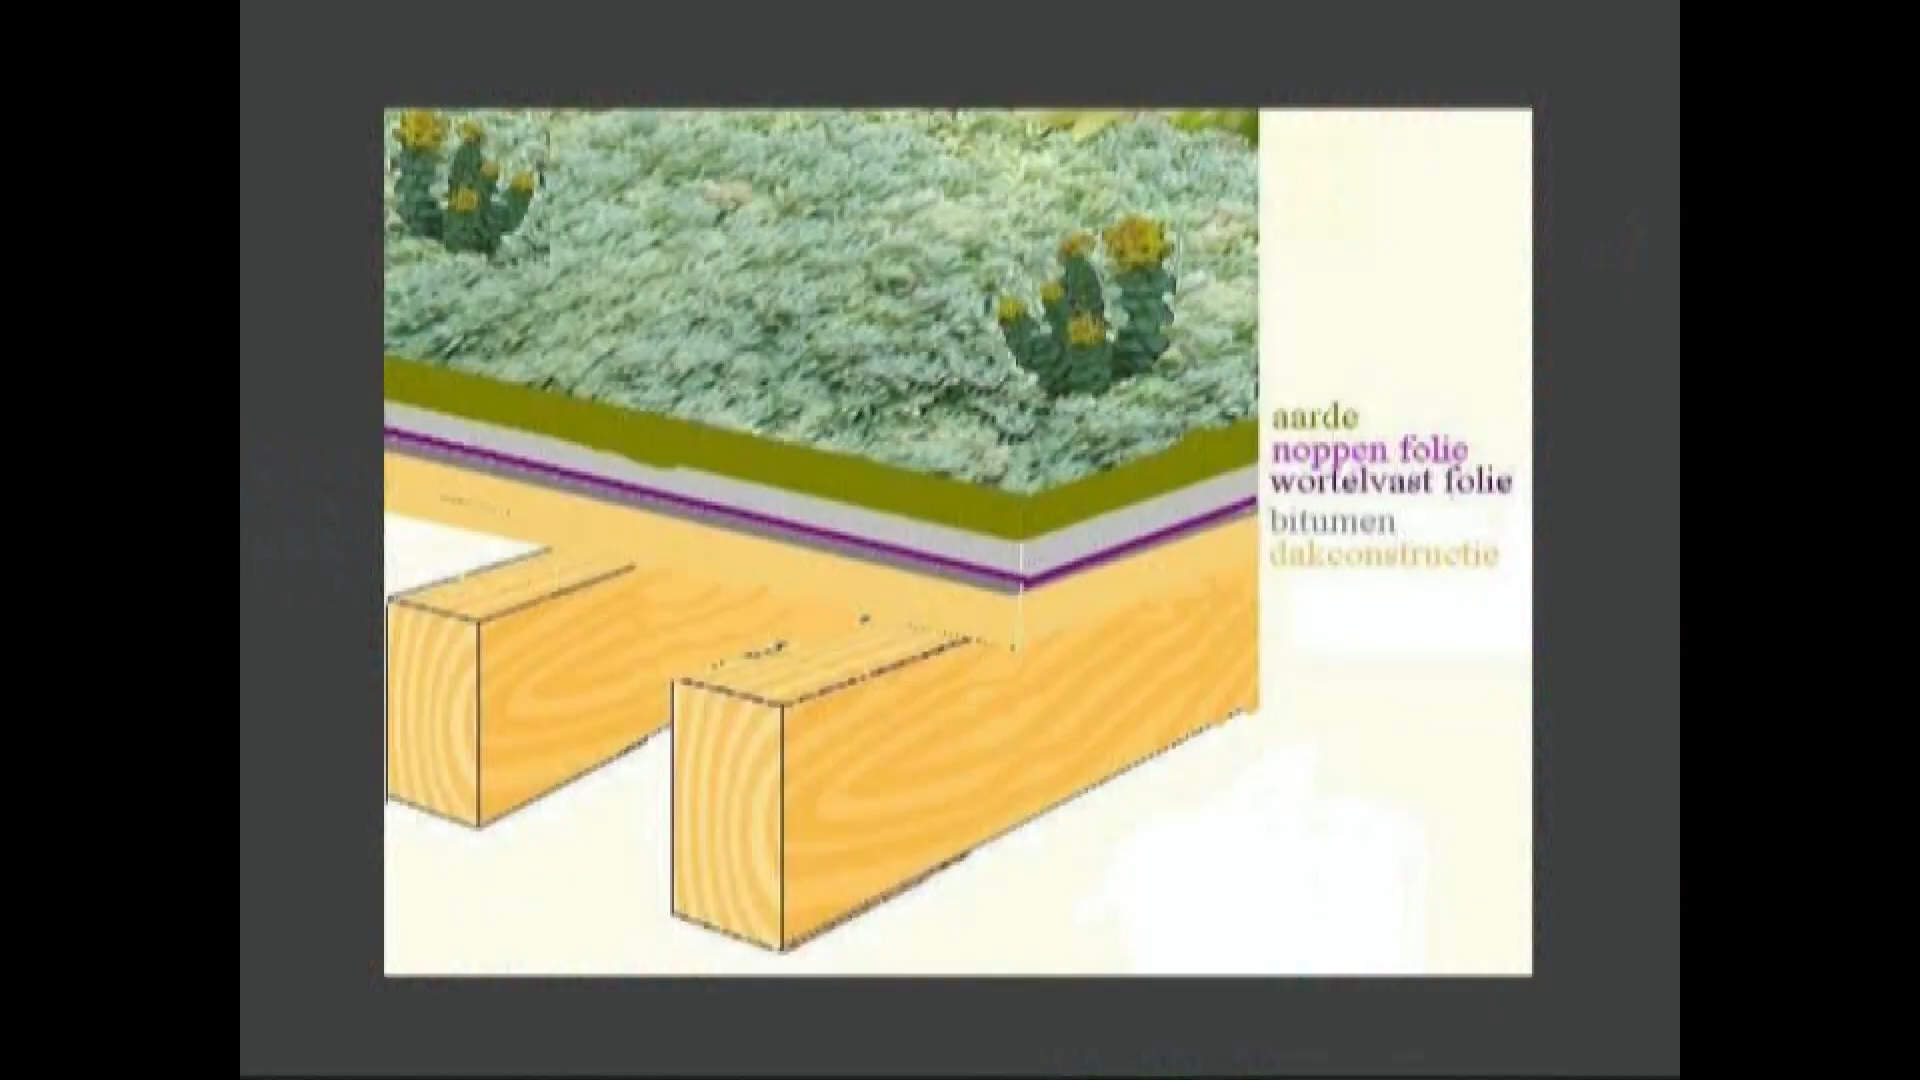 aarde
noppen folie
wortelvast folie
bitumen
dakconstructie